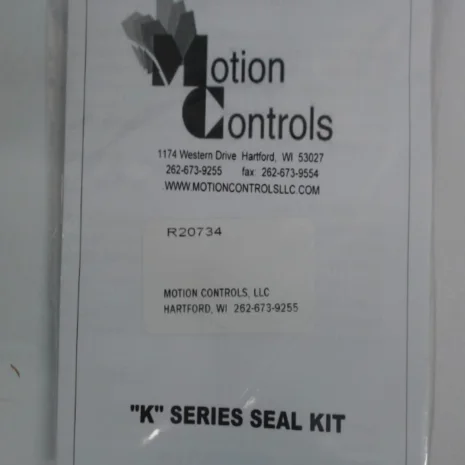 Motion
Controls
1174 Western Drive Hartford, WI 53027
262-673-9255 fax 262-673-9554
WWW.MOTIONCONTROLSLLC.COM
R20734
MOTION CONTROLS, LLC
HARTFORD, WI 262-673-9255
"K" SERIES SEAL KIT